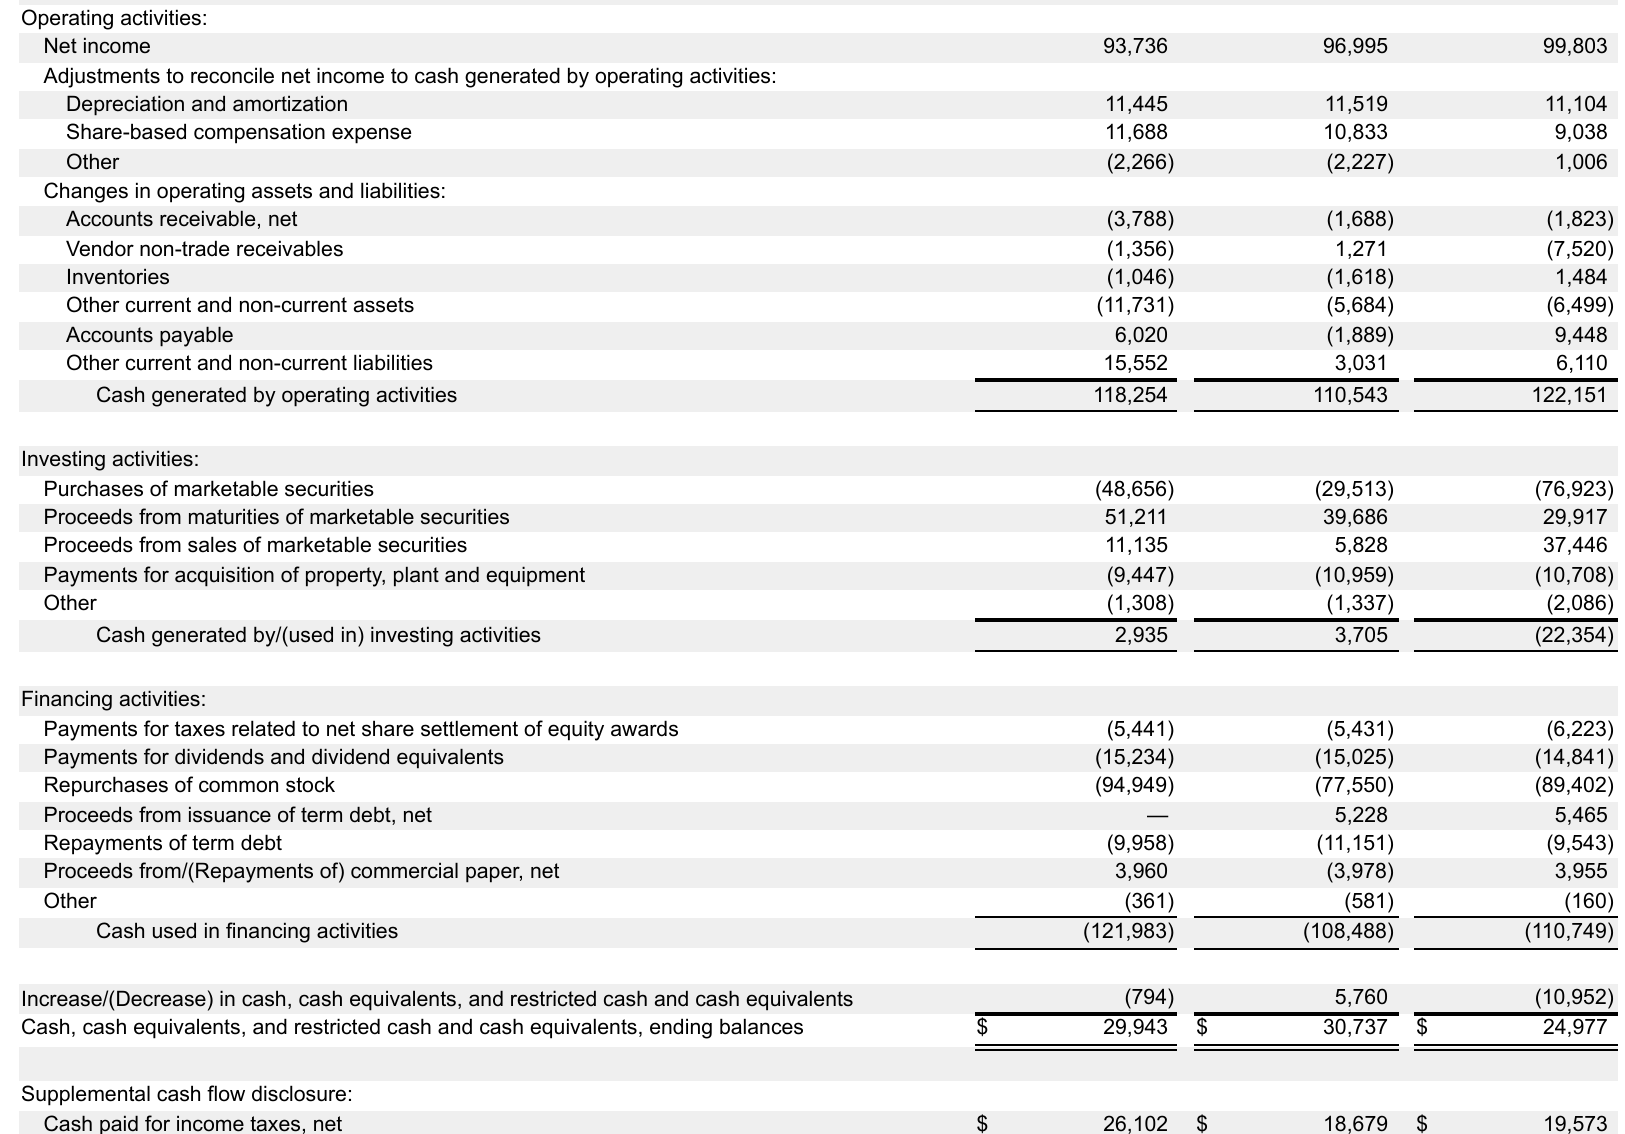 Operating activities:
Net income 93,736 96,995 99,803
Adjustments to reconcile net income to cash generated by operating activities:
Depreciation and amortization 11,445 11,519 11,104
Share-based compensation expense 11,688 10,833 9,038
Other (2,266) (2,227) 1,006
Changes in operating assets and liabilities:
Accounts receivable, net (3,788) (1,688) (1,823)
Vendor non-trade receivables (1,356) 1,271 (7,520)
Inventories (1,046) (1,618) 1,484
Other current and non-current assets (11,731) (5,684) (6,499)
Accounts payable 6,020 (1,889) 9,448
Other current and non-current liabilities 15,552 3,031 6,110
Cash generated by operating activities 118,254 110,543 122,151
Investing activities:
Purchases of marketable securities (48,656) (29,513) (76,923)
Proceeds from maturities of marketable securities 51,211 39,686 29,917
Proceeds from sales of marketable securities 11,135 5,828 37,446
Payments for acquisition of property, plant and equipment (9,447) (10,959) (10,708)
Other (1,308) (1,337) (2,086)
Cash generated by/(used in) investing activities 2,935 3,705 (22,354)
Financing activities:
Payments for taxes related to net share settlement of equity awards (5,441) (5,431) (6,223)
Payments for dividends and dividend equivalents (15,234) (15,025) (14,841)
Repurchases of common stock (94,949) (77,550) (89,402)
Proceeds from issuance of term debt, net — 5,228 5,465
Repayments of term debt (9,958) (11,151) (9,543)
Proceeds from/(Repayments of) commercial paper, net 3,960 (3,978) 3,955
Other (361) (581) (160)
Cash used in financing activities (121,983) (108,488) (110,749)
Increase/(Decrease) in cash, cash equivalents, and restricted cash and cash equivalents (794) 5,760 (10,952)
Cash, cash equivalents, and restricted cash and cash equivalents, ending balances $ 29,943 $ 30,737 $ 24,977
Supplemental cash flow disclosure:
Cash paid for income taxes, net $ 26,102 $ 18,679 $ 19,573